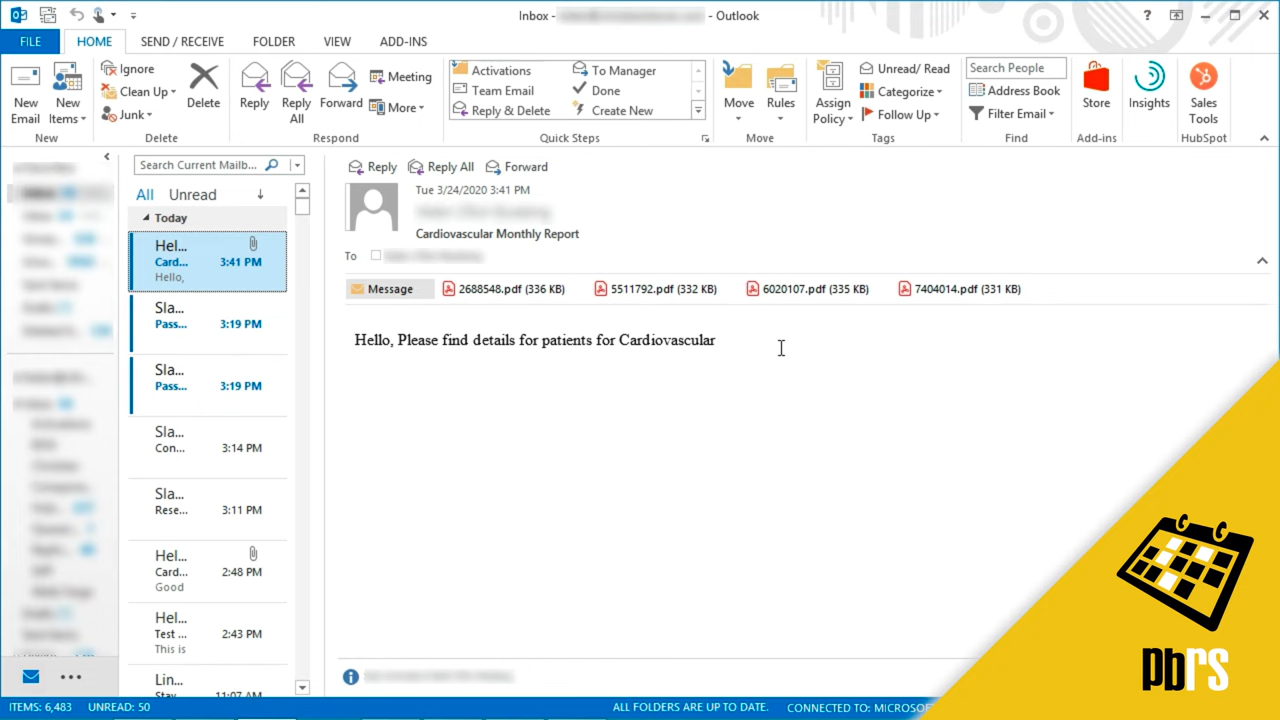 Inbox - - Outlook
?
FILE
HOME
SEND / RECEIVE
FOLDER
VIEW
ADD-INS
New Email
New Items
New
Ignore
Clean Up
Junk
Delete
Delete
Reply
Reply All
Forward
Meeting
More
Respond
Activations
Team Email
Reply & Delete
To Manager
Done
Create New
Quick Steps
Move
Rules
Move
Assign Policy
Unread/ Read
Categorize
Follow Up
Tags
Search People
Address Book
Filter Email
Find
Store
Add-ins
Insights
Sales Tools
HubSpot
Search Current Mailb...
All Unread
Today
Hel...
Card... 3:41 PM
Hello,
Sla...
Pass... 3:19 PM
Sla...
Pass... 3:19 PM
Sla...
Con... 3:14 PM
Sla...
Rese... 3:11 PM
Hel...
Card... 2:48 PM
Good
Hel...
Test ... 2:43 PM
This is
Lin...
Stay 11:07 AM
Reply Reply All Forward
Tue 3/24/2020 3:41 PM
Cardiovascular Monthly Report
To
Message 2688548.pdf (336 KB) 5511792.pdf (332 KB) 6020107.pdf (335 KB) 7404014.pdf (331 KB)
Hello, Please find details for patients for Cardiovascular
pbrs
ITEMS: 6,483 UNREAD: 50
ALL FOLDERS ARE UP TO DATE. CONNECTED TO: MICROSOFT